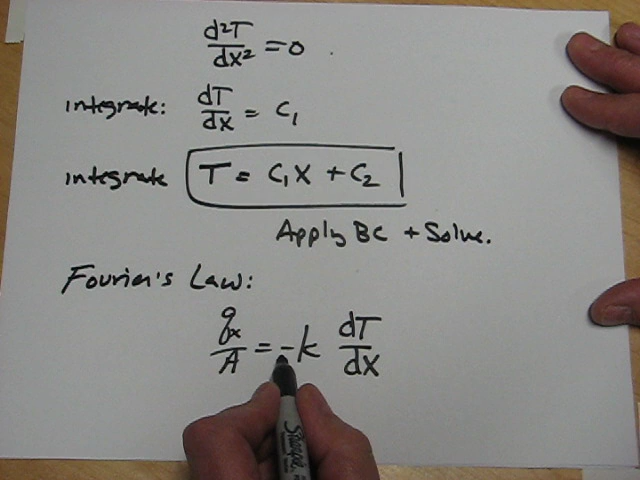 d²T/dx² = 0
integrate: dT/dx = C₁
integrate T = C₁X + C₂
Apply BC + Solve.
Fourier's Law:
qₓ/A = -k dT/dx
Sharpie